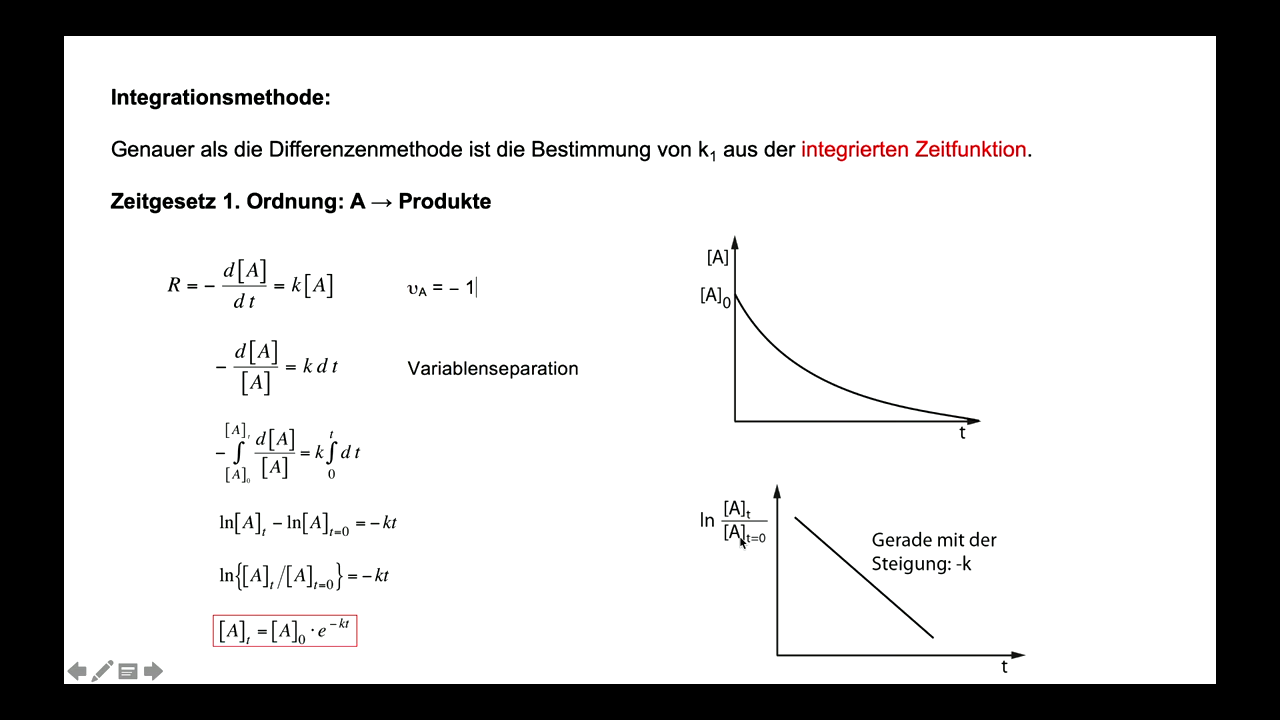 Integrationsmethode:
Genauer als die Differenzenmethode ist die Bestimmung von k₁ aus der integrierten Zeitfunktion.
Zeitgesetz 1. Ordnung: A → Produkte
R = − d[A]/dt = k[A]
υ_A = − 1
− d[A]/[A] = k dt
Variablenseparation
− ∫_{[A]₀}^{[A]ₜ} d[A]/[A] = k ∫₀ᵗ dt
ln[A]ₜ − ln[A]ₜ₌₀ = − kt
ln{[A]ₜ/[A]ₜ₌₀} = − kt
[A]ₜ = [A]₀ · e^{− kt}
[A]
[A]₀
t
ln [A]ₜ/[A]ₜ₌₀
Gerade mit der
Steigung: -k
t